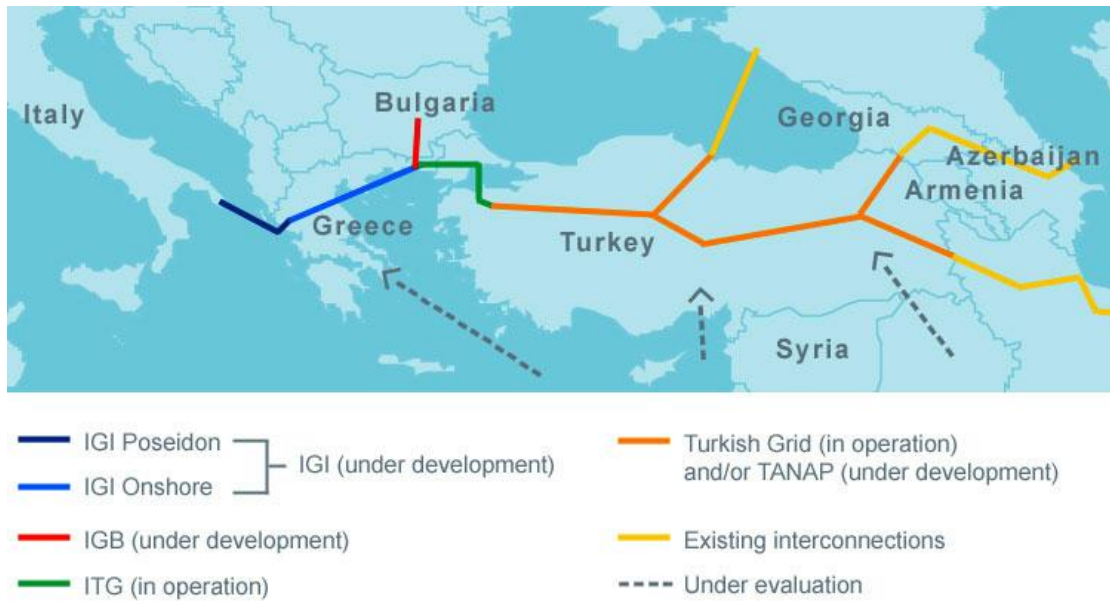 Italy
Bulgaria
Georgia
Azerbaijan
Armenia
Greece
Turkey
Syria
IGI Poseidon
IGI (under development)
IGI Onshore
IGB (under development)
ITG (in operation)
Turkish Grid (in operation)
and/or TANAP (under development)
Existing interconnections
Under evaluation